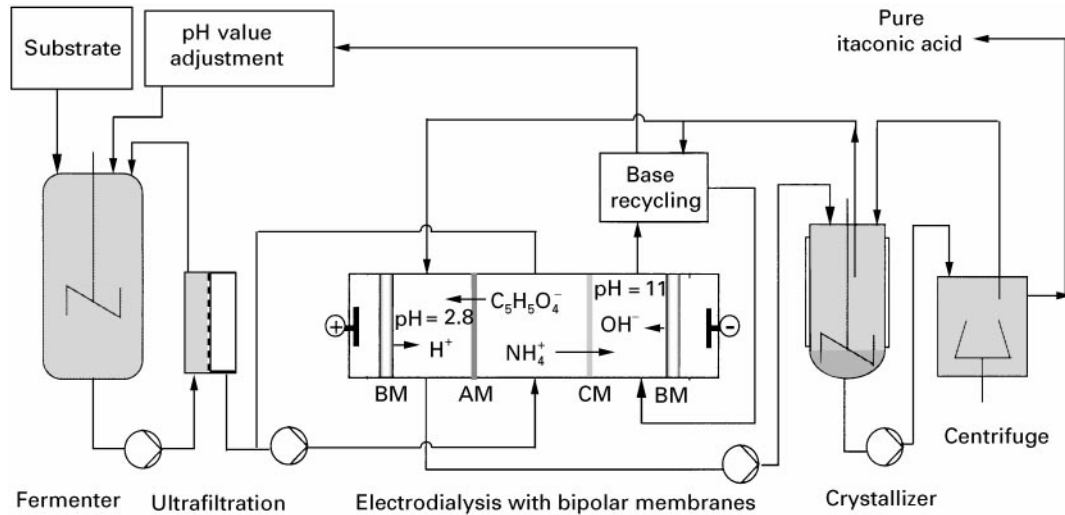 Substrate
pH value
adjustment
Pure
itaconic acid
Base
recycling
+
C₅H₅O₄⁻
pH = 2.8
H⁺
NH₄⁺
pH = 11
OH⁻
−
BM
AM
CM
BM
Centrifuge
Fermenter
Ultrafiltration
Electrodialysis with bipolar membranes
Crystallizer